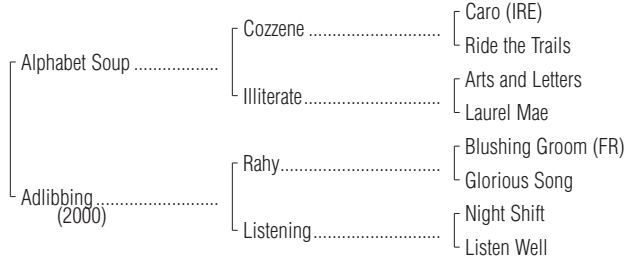 Caro (IRE)
Cozzene ..............................
Ride the Trails
Alphabet Soup ...................
Arts and Letters
Illiterate...............................
Laurel Mae
Blushing Groom (FR)
Rahy....................................
Glorious Song
Adlibbing............................
(2000)
Night Shift
Listening.............................
Listen Well